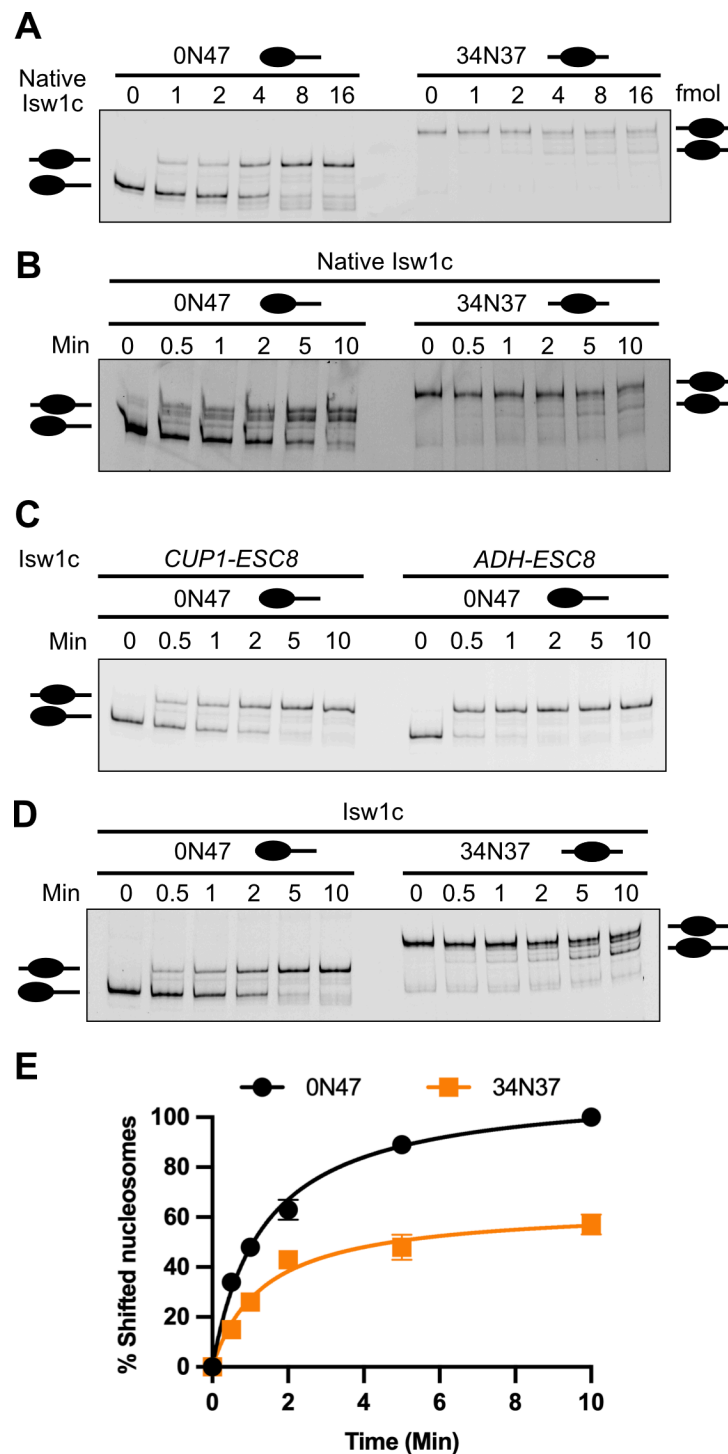 A
0N47 34N37
Native
Isw1c
0 1 2 4 8 16 0 1 2 4 8 16 fmol
B
Native Isw1c
0N47 34N37
Min 0 0.5 1 2 5 10 0 0.5 1 2 5 10
C
Isw1c CUP1-ESC8 ADH-ESC8
0N47 0N47
Min 0 0.5 1 2 5 10 0 0.5 1 2 5 10
D
Isw1c
0N47 34N37
Min 0 0.5 1 2 5 10 0 0.5 1 2 5 10
E
0N47 34N37
% Shifted nucleosomes
100
80
60
40
20
0
0 2 4 6 8 10
Time (Min)